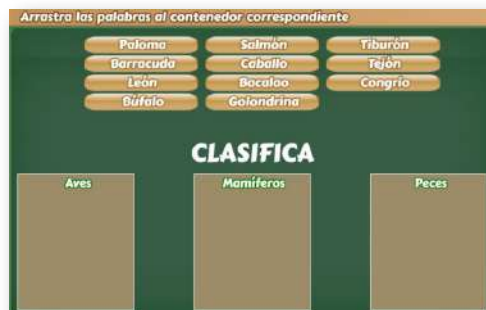 Arrastra las palabras al contenedor correspondiente
Paloma Salmón Tiburón
Barracuda Caballo Tejón
León Bacalao Congrio
Búfalo Golondrina
CLASIFICA
Aves Mamíferos Peces